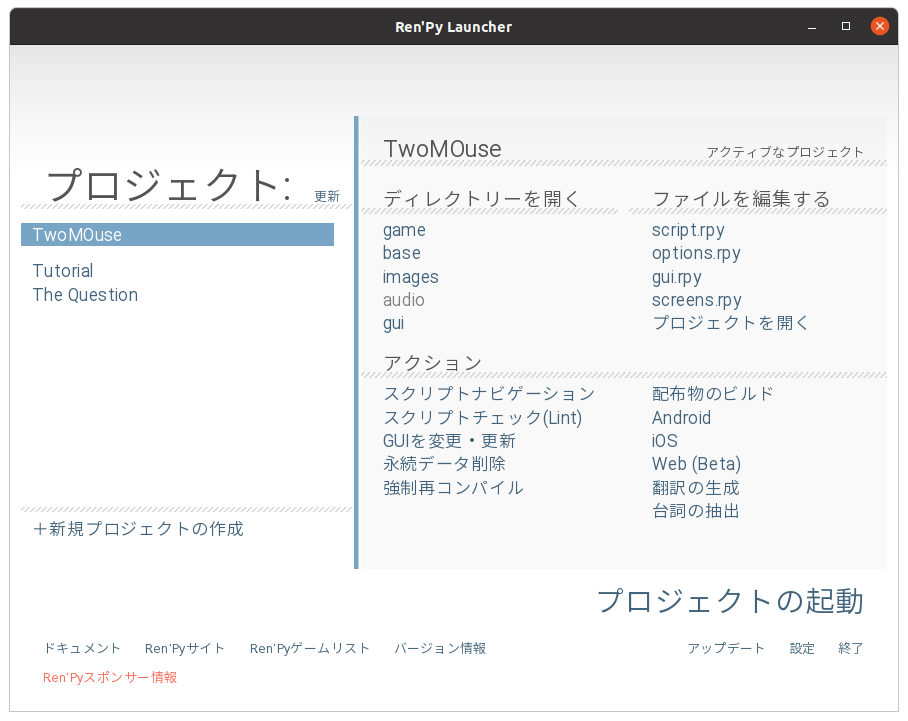 Ren'Py Launcher
プロジェクト: 更新
TwoMOuse
Tutorial
The Question
＋新規プロジェクトの作成
TwoMOuse アクティブなプロジェクト
ディレクトリーを開く
game
base
images
audio
gui
ファイルを編集する
script.rpy
options.rpy
gui.rpy
screens.rpy
プロジェクトを開く
アクション
スクリプトナビゲーション
スクリプトチェック(Lint)
GUIを変更・更新
永続データ削除
強制再コンパイル
配布物のビルド
Android
iOS
Web (Beta)
翻訳の生成
台詞の抽出
プロジェクトの起動
ドキュメント Ren'Pyサイト Ren'Pyゲームリスト バージョン情報 アップデート 設定 終了
Ren'Pyスポンサー情報